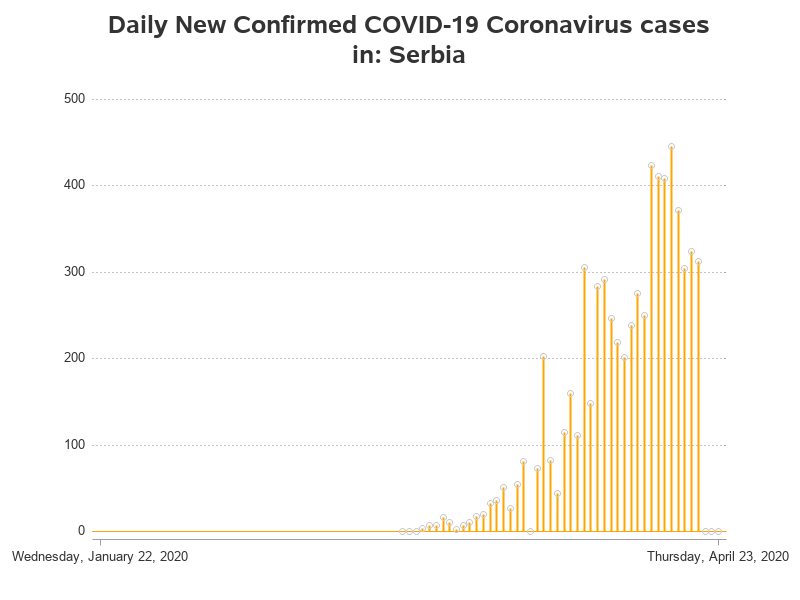 Daily New Confirmed COVID-19 Coronavirus cases
in: Serbia
500
400
300
200
100
0
Wednesday, January 22, 2020
Thursday, April 23, 2020